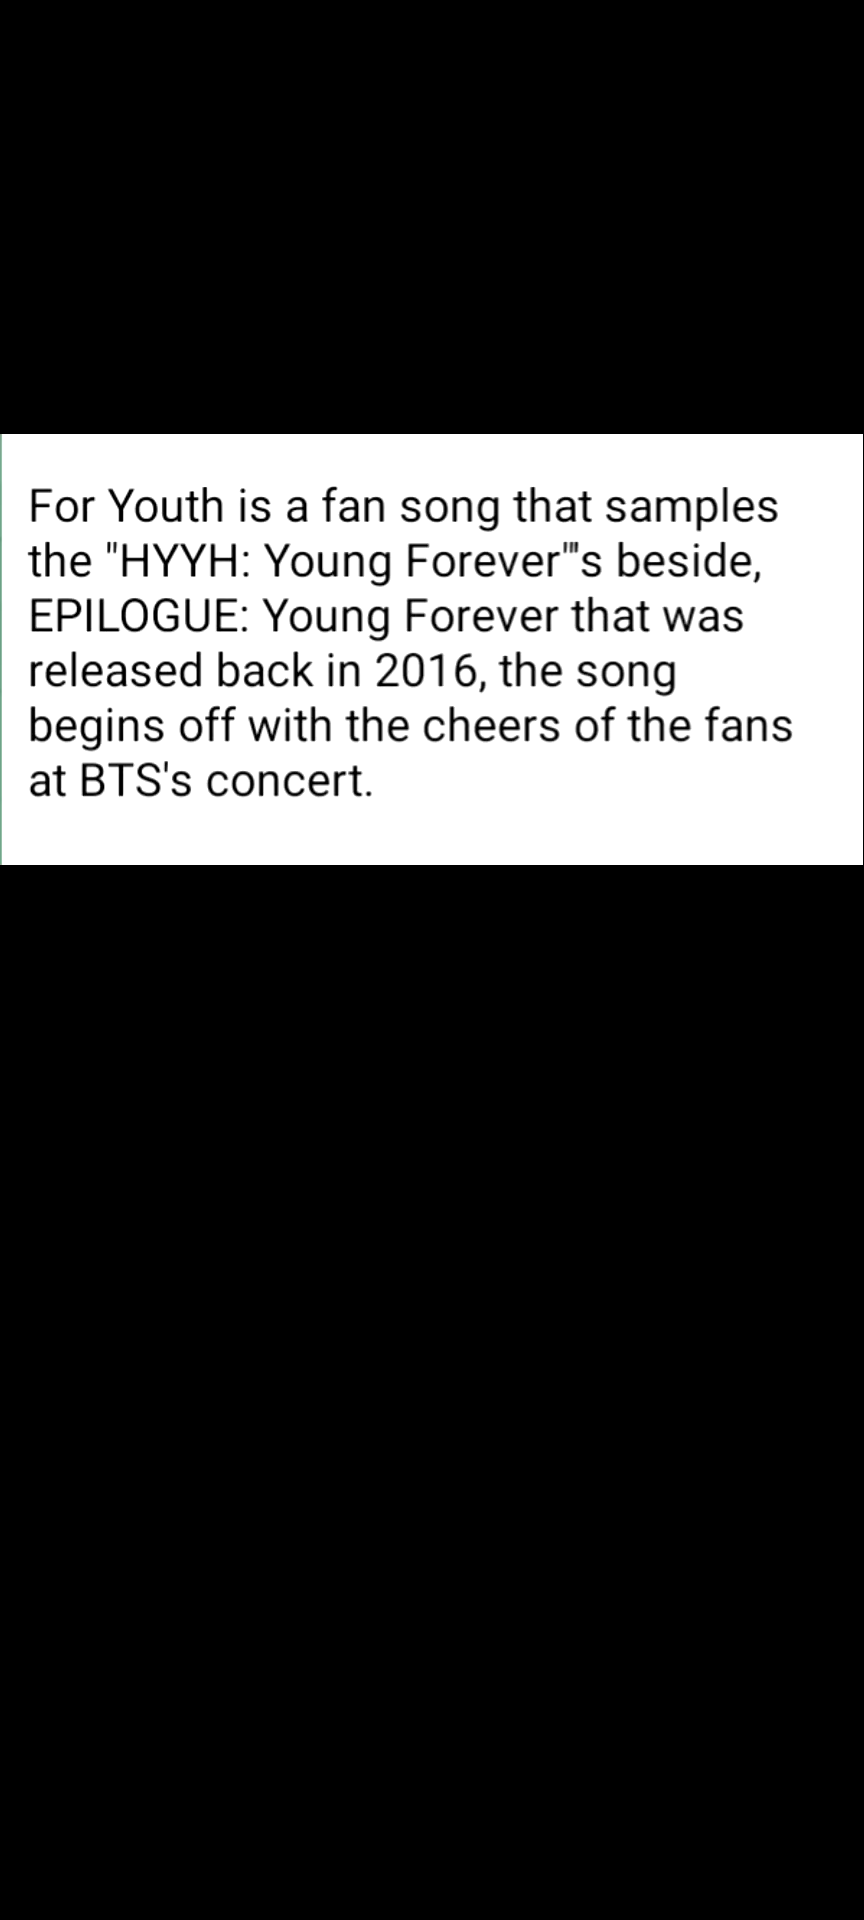 For Youth is a fan song that samples
the "HYYH: Young Forever"'s beside,
EPILOGUE: Young Forever that was
released back in 2016, the song
begins off with the cheers of the fans
at BTS's concert.